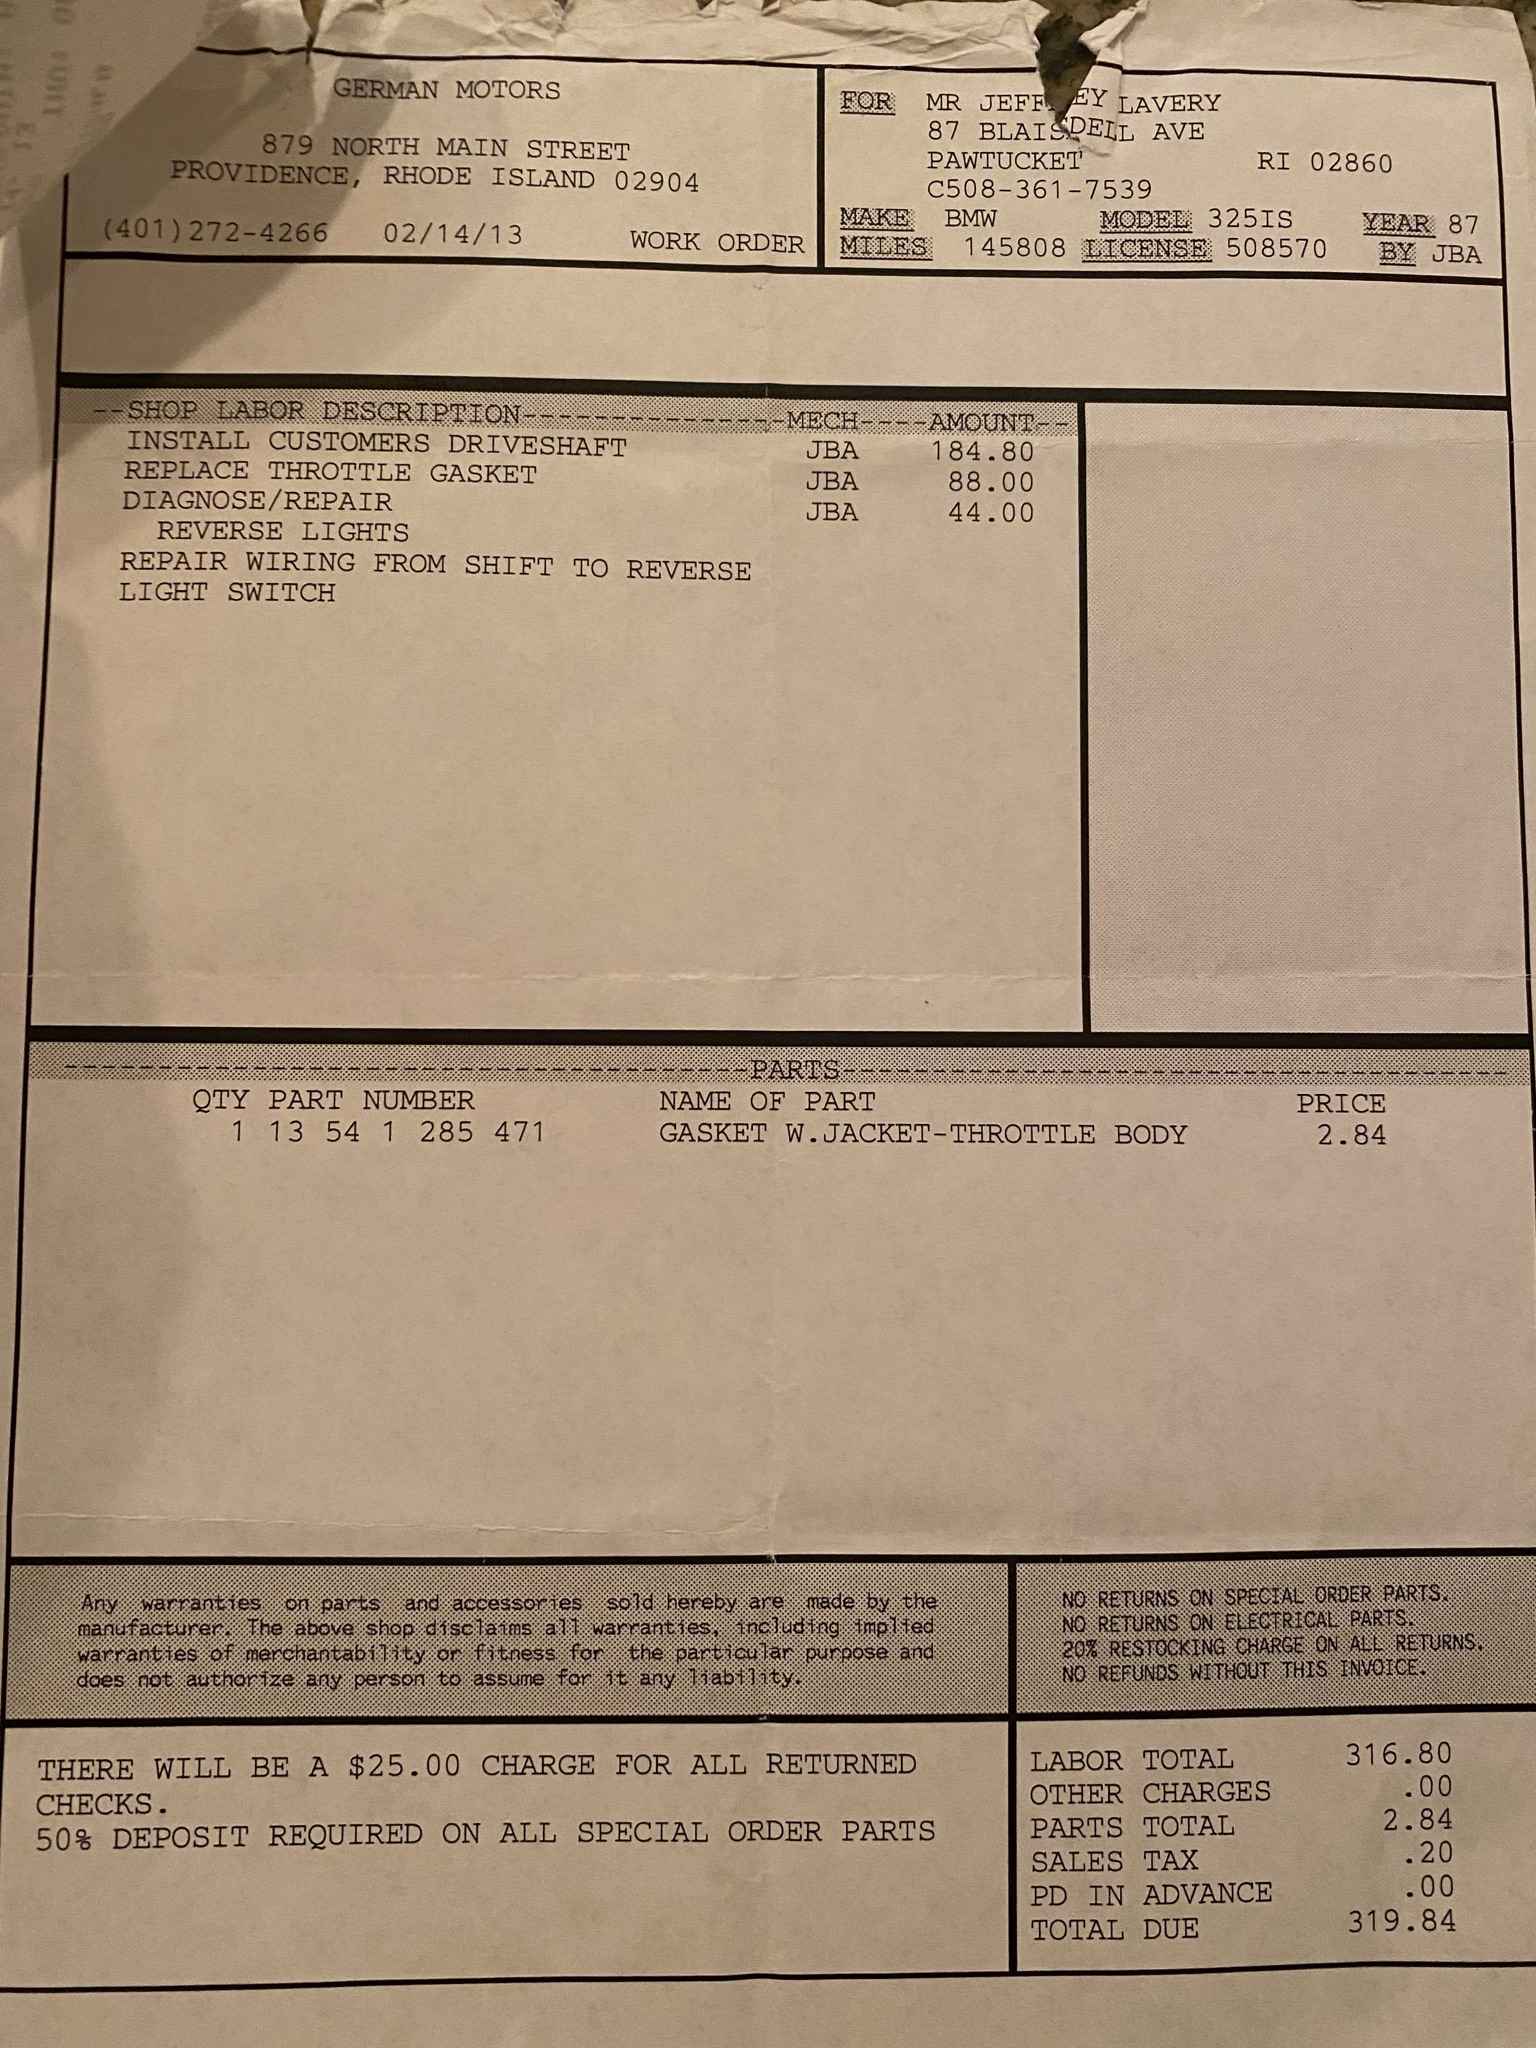 GERMAN MOTORS
879 NORTH MAIN STREET
PROVIDENCE, RHODE ISLAND 02904
(401)272-4266 02/14/13 WORK ORDER
FOR MR JEFFREY LAVERY
87 BLAISDELL AVE
PAWTUCKET RI 02860
C508-361-7539
MAKE BMW MODEL 325IS YEAR 87
MILES 145808 LICENSE 508570 BY JBA
--SHOP LABOR DESCRIPTION----------------MECH----AMOUNT--
INSTALL CUSTOMERS DRIVESHAFT JBA 184.80
REPLACE THROTTLE GASKET JBA 88.00
DIAGNOSE/REPAIR JBA 44.00
REVERSE LIGHTS
REPAIR WIRING FROM SHIFT TO REVERSE
LIGHT SWITCH
-----------------------------------PARTS-----------------------------------
QTY PART NUMBER NAME OF PART PRICE
1 13 54 1 285 471 GASKET W.JACKET-THROTTLE BODY 2.84
Any warranties on parts and accessories sold hereby are made by the
manufacturer. The above shop disclaims all warranties, including implied
warranties of merchantability or fitness for the particular purpose and
does not authorize any person to assume for it any liability.
NO RETURNS ON SPECIAL ORDER PARTS.
NO RETURNS ON ELECTRICAL PARTS.
20% RESTOCKING CHARGE ON ALL RETURNS.
NO REFUNDS WITHOUT THIS INVOICE.
THERE WILL BE A $25.00 CHARGE FOR ALL RETURNED
CHECKS.
50% DEPOSIT REQUIRED ON ALL SPECIAL ORDER PARTS
LABOR TOTAL 316.80
OTHER CHARGES .00
PARTS TOTAL 2.84
SALES TAX .20
PD IN ADVANCE .00
TOTAL DUE 319.84